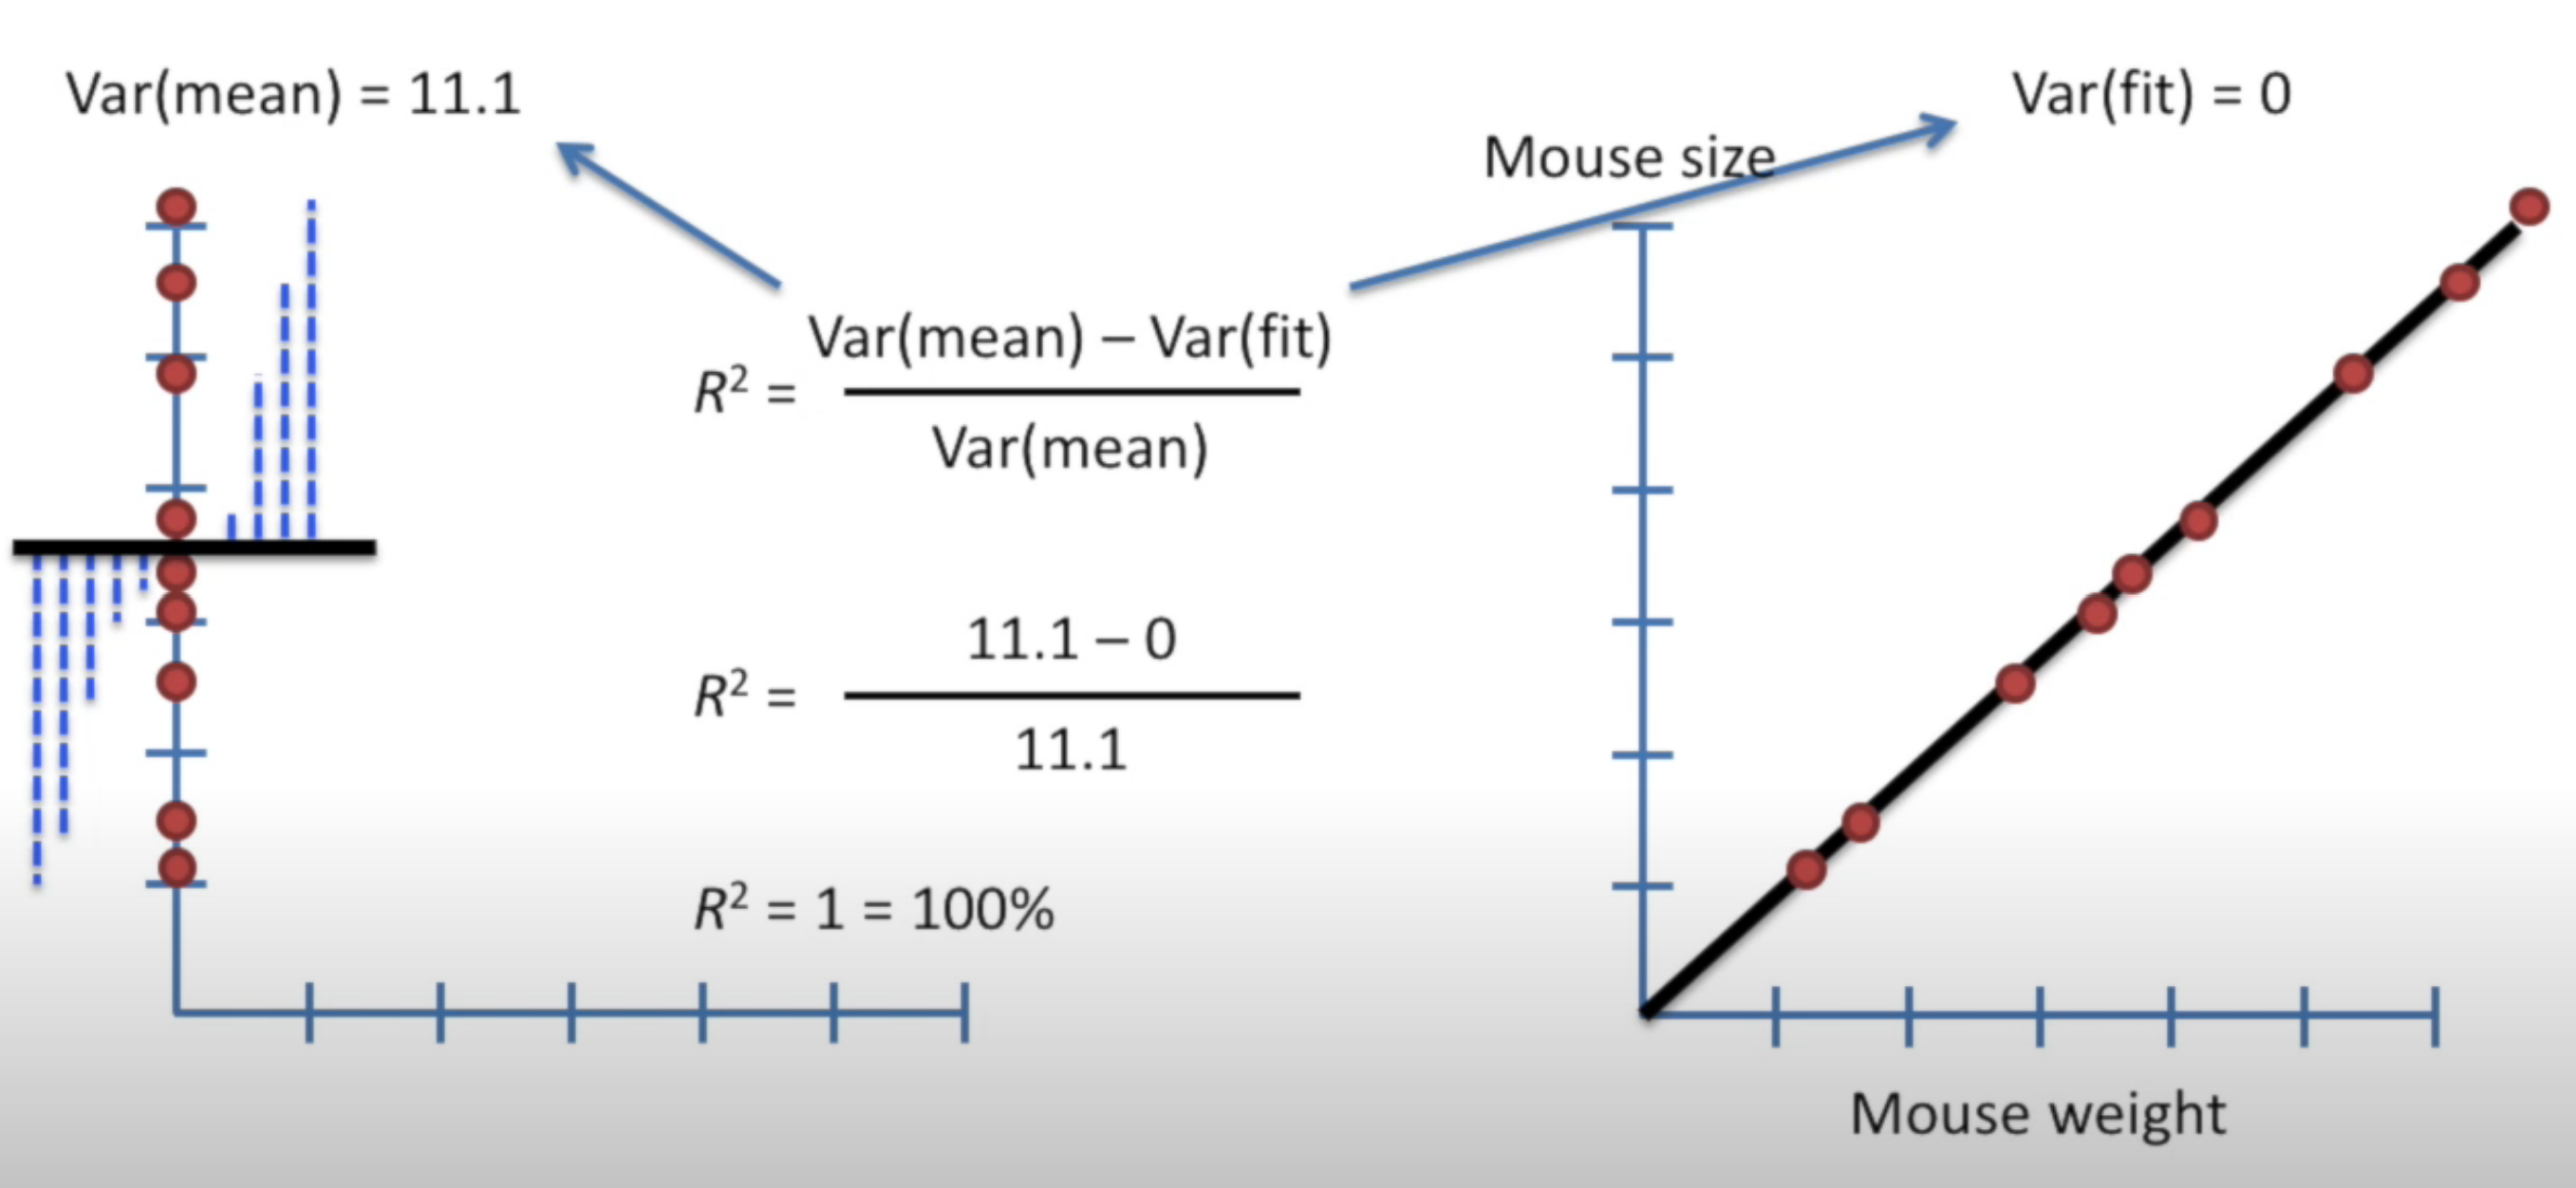 Var(mean) = 11.1
Var(fit) = 0
Mouse size
R² = Var(mean) – Var(fit)
Var(mean)
R² = 11.1 – 0
11.1
R² = 1 = 100%
Mouse weight